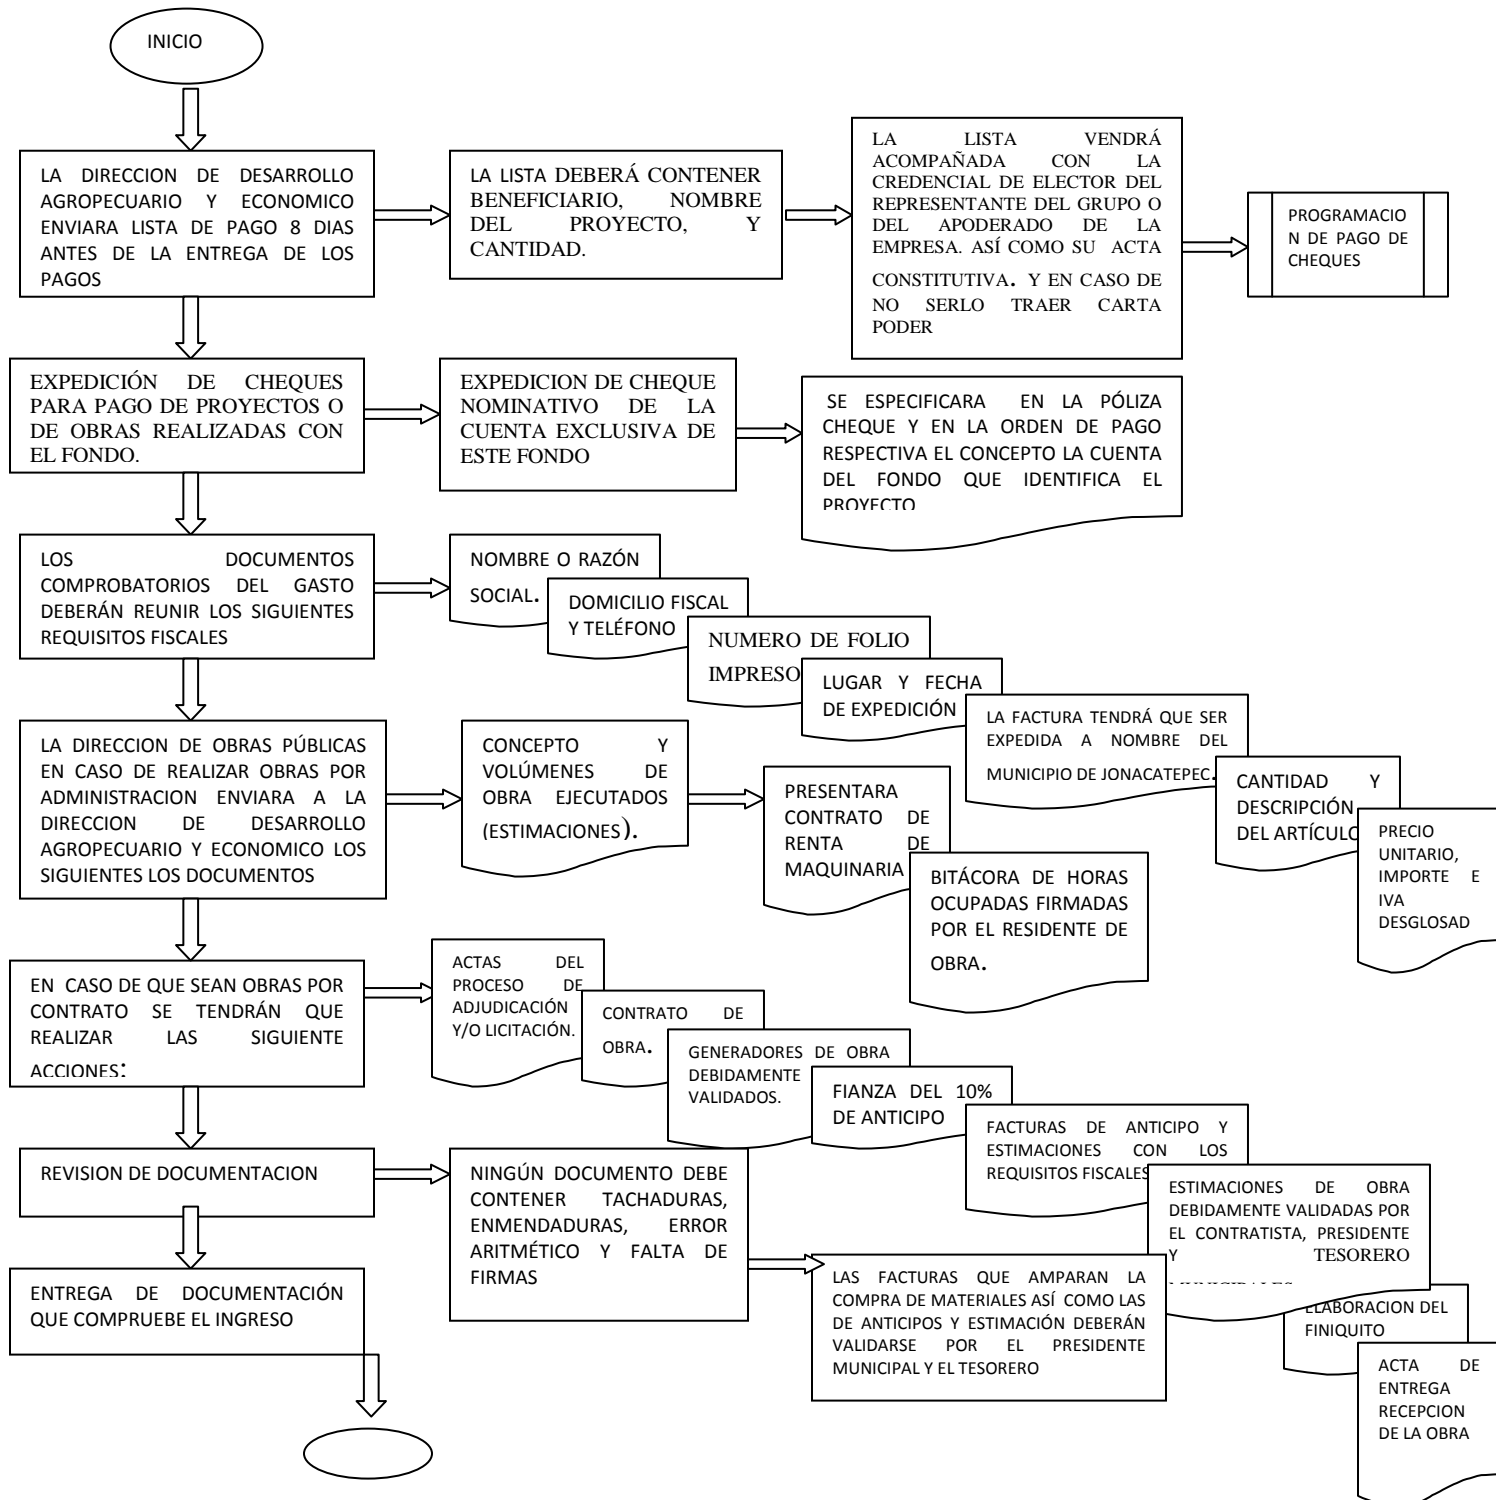 INICIO
LA DIRECCION DE DESARROLLO
AGROPECUARIO Y ECONOMICO
ENVIARA LISTA DE PAGO 8 DIAS
ANTES DE LA ENTREGA DE LOS
PAGOS
LA LISTA DEBERÁ CONTENER
BENEFICIARIO, NOMBRE
DEL PROYECTO, Y
CANTIDAD.
LA LISTA VENDRÁ
ACOMPAÑADA CON LA
CREDENCIAL DE ELECTOR DEL
REPRESENTANTE DEL GRUPO O
DEL APODERADO DE LA
EMPRESA. ASÍ COMO SU ACTA
CONSTITUTIVA. Y EN CASO DE
NO SERLO TRAER CARTA
PODER
PROGRAMACIO
N DE PAGO DE
CHEQUES
EXPEDICIÓN DE CHEQUES
PARA PAGO DE PROYECTOS O
DE OBRAS REALIZADAS CON
EL FONDO.
EXPEDICION DE CHEQUE
NOMINATIVO DE LA
CUENTA EXCLUSIVA DE
ESTE FONDO
SE ESPECIFICARA EN LA PÓLIZA
CHEQUE Y EN LA ORDEN DE PAGO
RESPECTIVA EL CONCEPTO LA CUENTA
DEL FONDO QUE IDENTIFICA EL
PROYECTO
LOS DOCUMENTOS
COMPROBATORIOS DEL GASTO
DEBERÁN REUNIR LOS SIGUIENTES
REQUISITOS FISCALES
NOMBRE O RAZÓN
SOCIAL.
DOMICILIO FISCAL
Y TELÉFONO
NUMERO DE FOLIO
IMPRESO
LUGAR Y FECHA
DE EXPEDICIÓN
LA FACTURA TENDRÁ QUE SER
EXPEDIDA A NOMBRE DEL
MUNICIPIO DE JONACATEPEC.
CANTIDAD Y
DESCRIPCIÓN
DEL ARTÍCULO
PRECIO
UNITARIO,
IMPORTE E
IVA
DESGLOSAD
LA DIRECCION DE OBRAS PÚBLICAS
EN CASO DE REALIZAR OBRAS POR
ADMINISTRACION ENVIARA A LA
DIRECCION DE DESARROLLO
AGROPECUARIO Y ECONOMICO LOS
SIGUIENTES LOS DOCUMENTOS
CONCEPTO Y
VOLÚMENES DE
OBRA EJECUTADOS
(ESTIMACIONES).
PRESENTARA
CONTRATO DE
RENTA DE
MAQUINARIA
BITÁCORA DE HORAS
OCUPADAS FIRMADAS
POR EL RESIDENTE DE
OBRA.
EN CASO DE QUE SEAN OBRAS POR
CONTRATO SE TENDRÁN QUE
REALIZAR LAS SIGUIENTE
ACCIONES:
ACTAS DEL
PROCESO DE
ADJUDICACIÓN
Y/O LICITACIÓN.
CONTRATO DE
OBRA.
GENERADORES DE OBRA
DEBIDAMENTE
VALIDADOS.
FIANZA DEL 10%
DE ANTICIPO
FACTURAS DE ANTICIPO Y
ESTIMACIONES CON LOS
REQUISITOS FISCALES
ESTIMACIONES DE OBRA
DEBIDAMENTE VALIDADAS POR
EL CONTRATISTA, PRESIDENTE
Y TESORERO
MUNICIPALES
ELABORACION DEL
FINIQUITO
ACTA DE
ENTREGA
RECEPCION
DE LA OBRA
REVISION DE DOCUMENTACION
NINGÚN DOCUMENTO DEBE
CONTENER TACHADURAS,
ENMENDADURAS, ERROR
ARITMÉTICO Y FALTA DE
FIRMAS
LAS FACTURAS QUE AMPARAN LA
COMPRA DE MATERIALES ASÍ COMO LAS
DE ANTICIPOS Y ESTIMACIÓN DEBERÁN
VALIDARSE POR EL PRESIDENTE
MUNICIPAL Y EL TESORERO
ENTREGA DE DOCUMENTACIÓN
QUE COMPRUEBE EL INGRESO